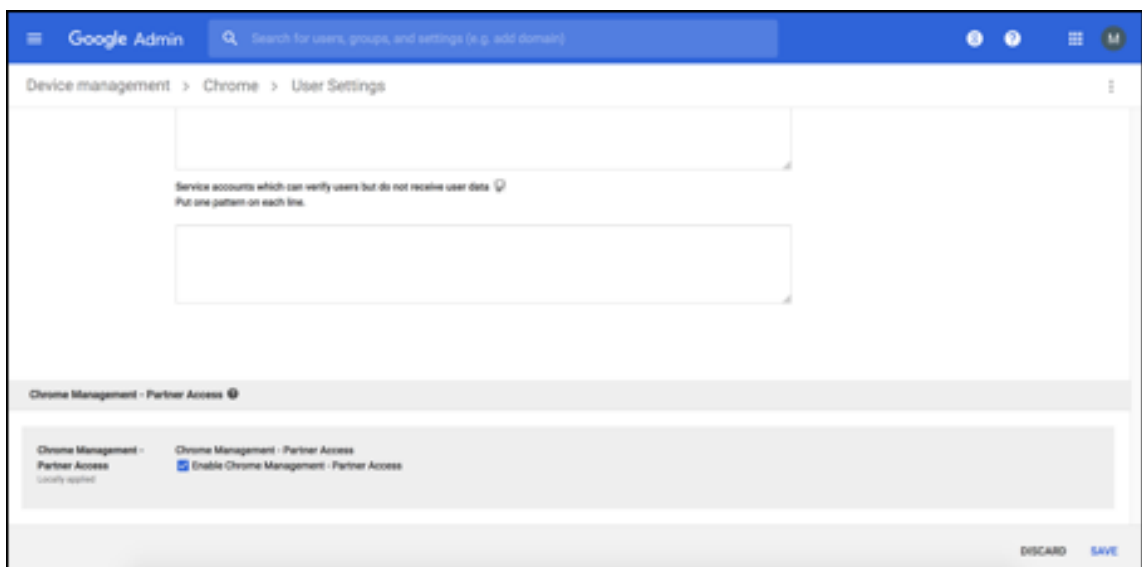 Google Admin
Search for users, groups, and settings (e.g. add domain)
M
Device management > Chrome > User Settings
Service accounts which can verify users but do not receive user data
Put one pattern on each line.
Chrome Management - Partner Access
Chrome Management -
Partner Access
Locally applied
Chrome Management - Partner Access
Enable Chrome Management - Partner Access
DISCARD SAVE